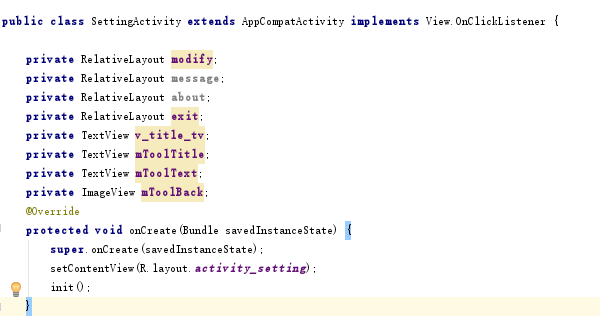 public class SettingActivity extends AppCompatActivity implements View.OnClickListener {
private RelativeLayout modify;
private RelativeLayout message;
private RelativeLayout about;
private RelativeLayout exit;
private TextView v_title_tv;
private TextView mToolTitle;
private TextView mToolText;
private ImageView mToolBack;
@Override
protected void onCreate(Bundle savedInstanceState) {
super.onCreate(savedInstanceState);
setContentView(R.layout.activity_setting);
init();
}